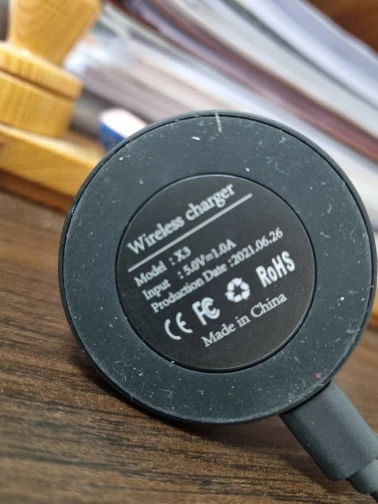 Wireless charger
Model : X3
Input : 5.0V=1.0A
Production Date :2021.06.26
CE FC RoHS
Made in China